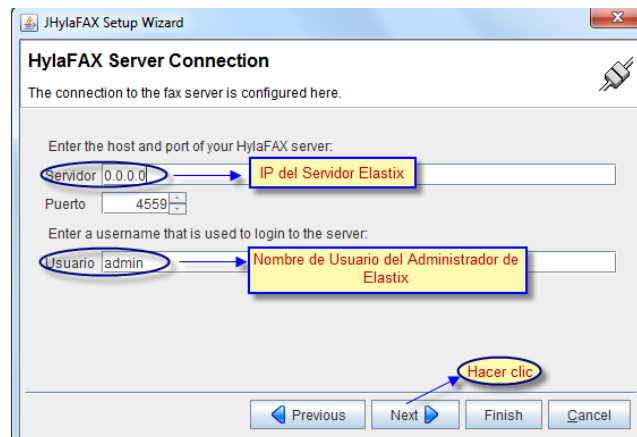 JHylaFAX Setup Wizard
HylaFAX Server Connection
The connection to the fax server is configured here.
Enter the host and port of your HylaFAX server:
Servidor 0.0.0.0
IP del Servidor Elastix
Puerto 4559
Enter a username that is used to login to the server:
Usuario admin
Nombre de Usuario del Administrador de
Elastix
Hacer clic
Previous Next Finish Cancel